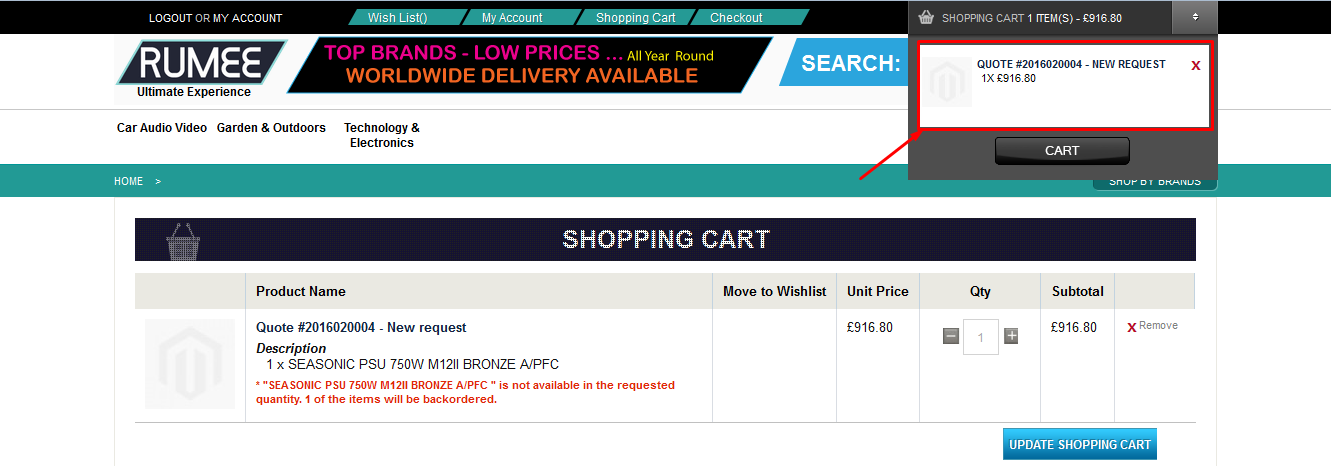 LOGOUT OR MY ACCOUNT
Wish List()
My Account
Shopping Cart
Checkout
SHOPPING CART 1 ITEM(S) - £916.80
RUMEE
Ultimate Experience
TOP BRANDS - LOW PRICES ... All Year Round
WORLDWIDE DELIVERY AVAILABLE
SEARCH:
QUOTE #2016020004 - NEW REQUEST
X
1X £916.80
CART
Car Audio Video
Garden & Outdoors
Technology &
Electronics
HOME >
SHOP BY BRANDS
SHOPPING CART
Product Name
Move to Wishlist
Unit Price
Qty
Subtotal
Quote #2016020004 - New request
£916.80
1
£916.80
X Remove
Description
1 x SEASONIC PSU 750W M12II BRONZE A/PFC
* "SEASONIC PSU 750W M12II BRONZE A/PFC " is not available in the requested
quantity. 1 of the items will be backordered.
UPDATE SHOPPING CART